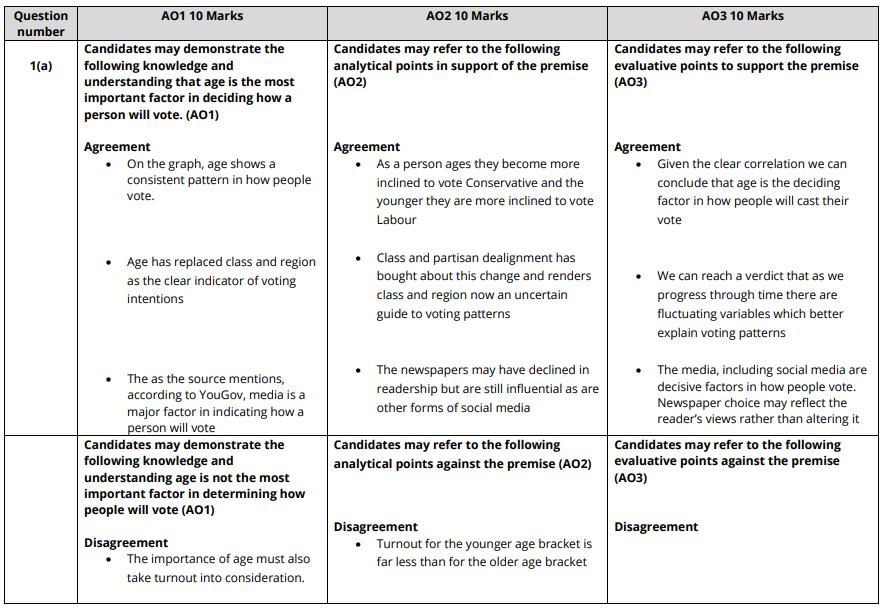 Question
number
AO1 10 Marks
AO2 10 Marks
AO3 10 Marks
1(a)
Candidates may demonstrate the
following knowledge and
understanding that age is the most
important factor in deciding how a
person will vote. (AO1)
Agreement
• On the graph, age shows a
consistent pattern in how people
vote.
• Age has replaced class and region
as the clear indicator of voting
intentions
• The as the source mentions,
according to YouGov, media is a
major factor in indicating how a
person will vote
Candidates may refer to the following
analytical points in support of the premise
(AO2)
Agreement
• As a person ages they become more
inclined to vote Conservative and the
younger they are more inclined to vote
Labour
• Class and partisan dealignment has
bought about this change and renders
class and region now an uncertain
guide to voting patterns
• The newspapers may have declined in
readership but are still influential as are
other forms of social media
Candidates may refer to the following
evaluative points to support the premise
(AO3)
Agreement
• Given the clear correlation we can
conclude that age is the deciding
factor in how people will cast their
vote
• We can reach a verdict that as we
progress through time there are
fluctuating variables which better
explain voting patterns
• The media, including social media are
decisive factors in how people vote.
Newspaper choice may reflect the
reader's views rather than altering it
Candidates may demonstrate the
following knowledge and
understanding age is not the most
important factor in determining how
people will vote (AO1)
Disagreement
• The importance of age must also
take turnout into consideration.
Candidates may refer to the following
analytical points against the premise (AO2)
Disagreement
• Turnout for the younger age bracket is
far less than for the older age bracket
Candidates may refer to the following
evaluative points against the premise
(AO3)
Disagreement